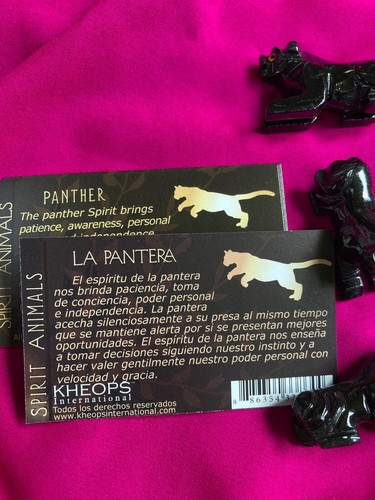 SPIRIT ANIMALS
PANTHER
The panther Spirit brings
patience, awareness, personal
independence
SPIRIT ANIMALS
LA PANTERA
El espíritu de la pantera
nos brinda paciencia, toma
de conciencia, poder personal
e independencia. La pantera
acecha silenciosamente a su presa al mismo tiempo
que se mantiene alerta por si se presentan mejores
oportunidades. El espíritu de la pantera nos enseña
a tomar decisiones siguiendo nuestro instinto y a
hacer valer gentilmente nuestro poder personal con
velocidad y gracia.
KHEOPS
International
Todos los derechos reservados
www.kheopsinternational.com